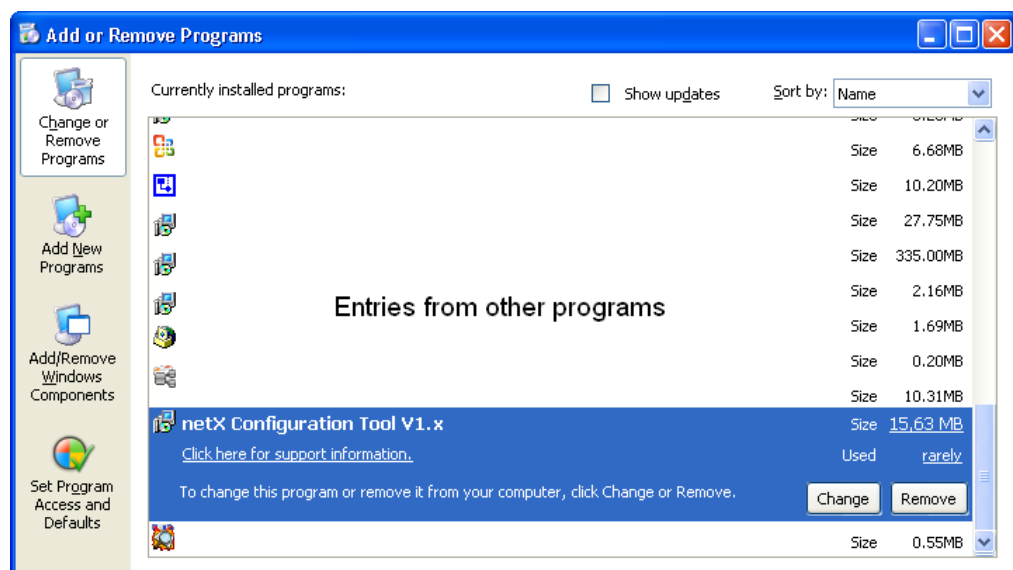 Add or Remove Programs
Change or
Remove
Programs
Add New
Programs
Add/Remove
Windows
Components
Set Program
Access and
Defaults
Currently installed programs:
Show updates
Sort by: Name
Size 6.68MB
Size 10.20MB
Size 27.75MB
Size 335.00MB
Size 2.16MB
Entries from other programs
Size 1.69MB
Size 0.20MB
Size 10.31MB
netX Configuration Tool V1.x Size 15,63 MB
Click here for support information. Used rarely
To change this program or remove it from your computer, click Change or Remove. Change Remove
Size 0.55MB